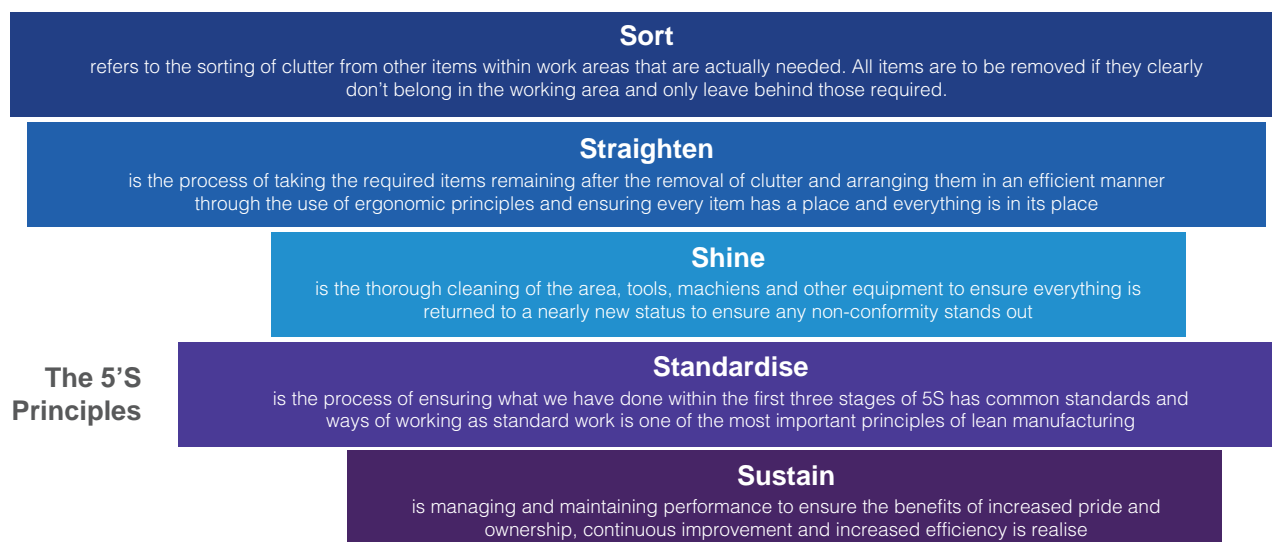 Sort
refers to the sorting of clutter from other items within work areas that are actually needed. All items are to be removed if they clearly
don't belong in the working area and only leave behind those required.
Straighten
is the process of taking the required items remaining after the removal of clutter and arranging them in an efficient manner
through the use of ergonomic principles and ensuring every item has a place and everything is in its place
Shine
is the thorough cleaning of the area, tools, machiens and other equipment to ensure everything is
returned to a nearly new status to ensure any non-conformity stands out
The 5'S
Principles
Standardise
is the process of ensuring what we have done within the first three stages of 5S has common standards and
ways of working as standard work is one of the most important principles of lean manufacturing
Sustain
is managing and maintaining performance to ensure the benefits of increased pride and
ownership, continuous improvement and increased efficiency is realise